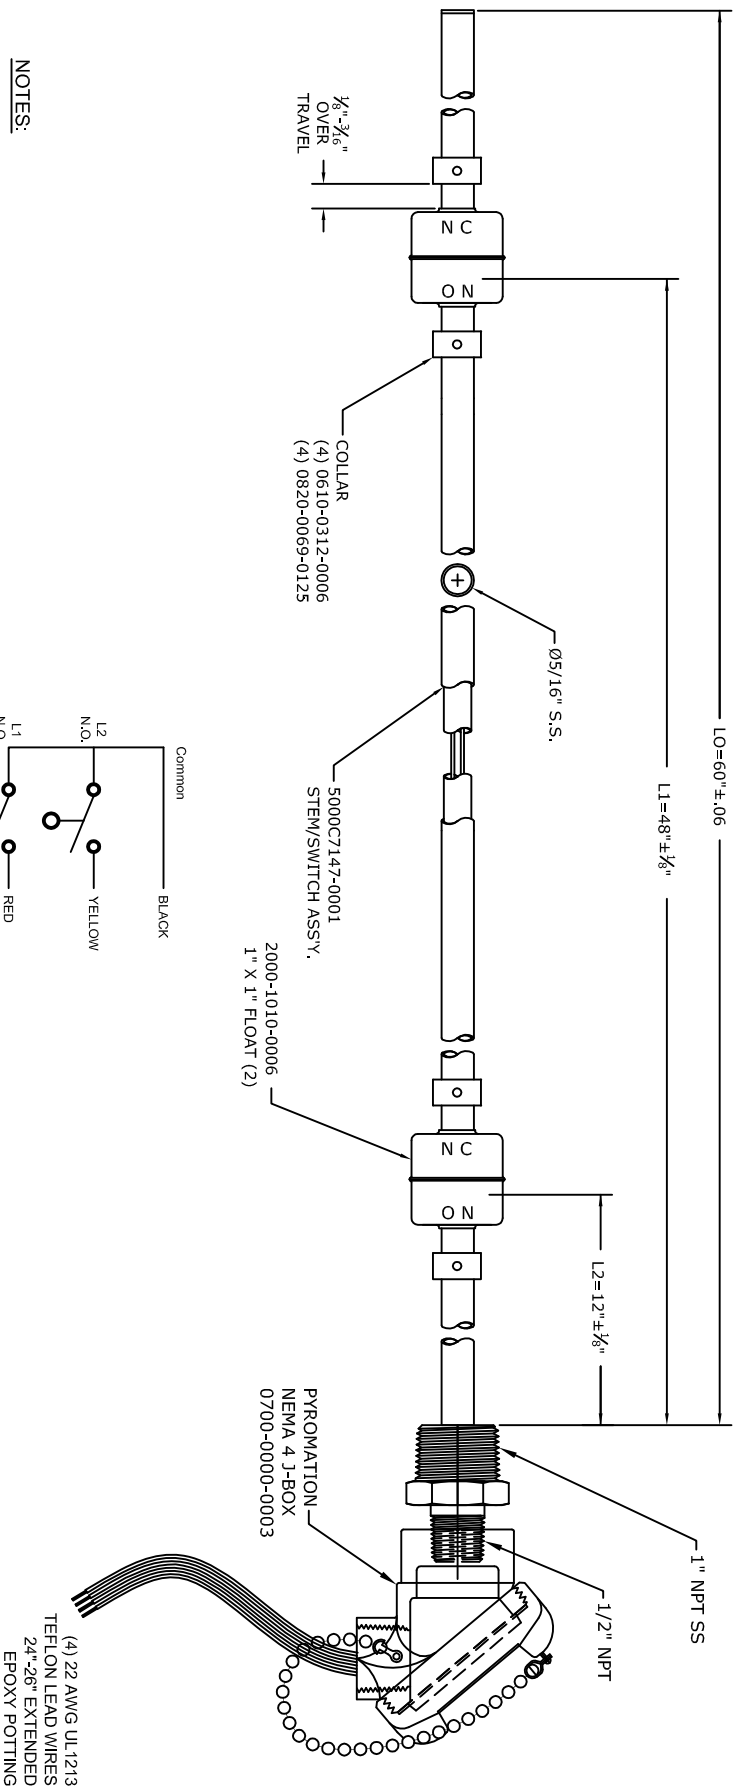 LO=60"±.06
L1=48"±⅛"
L2=12"±⅛"
1" NPT SS
1/2" NPT
Ø5/16" S.S.
⅛"-3⁄16"
OVER
TRAVEL
N C
O N
N C
O N
COLLAR
(4) 0610-0312-0006
(4) 0820-0069-0125
5000C7147-0001
STEM/SWITCH ASS'Y.
2000-1010-0006
1" X 1" FLOAT (2)
PYROMATION
NEMA 4 J-BOX
0700-0000-0003
(4) 22 AWG UL1213
TEFLON LEAD WIRES
24"-26" EXTENDED
EPOXY POTTING
NOTES:
Common
BLACK
L2
N.O.
YELLOW
L1
N.O.
RED